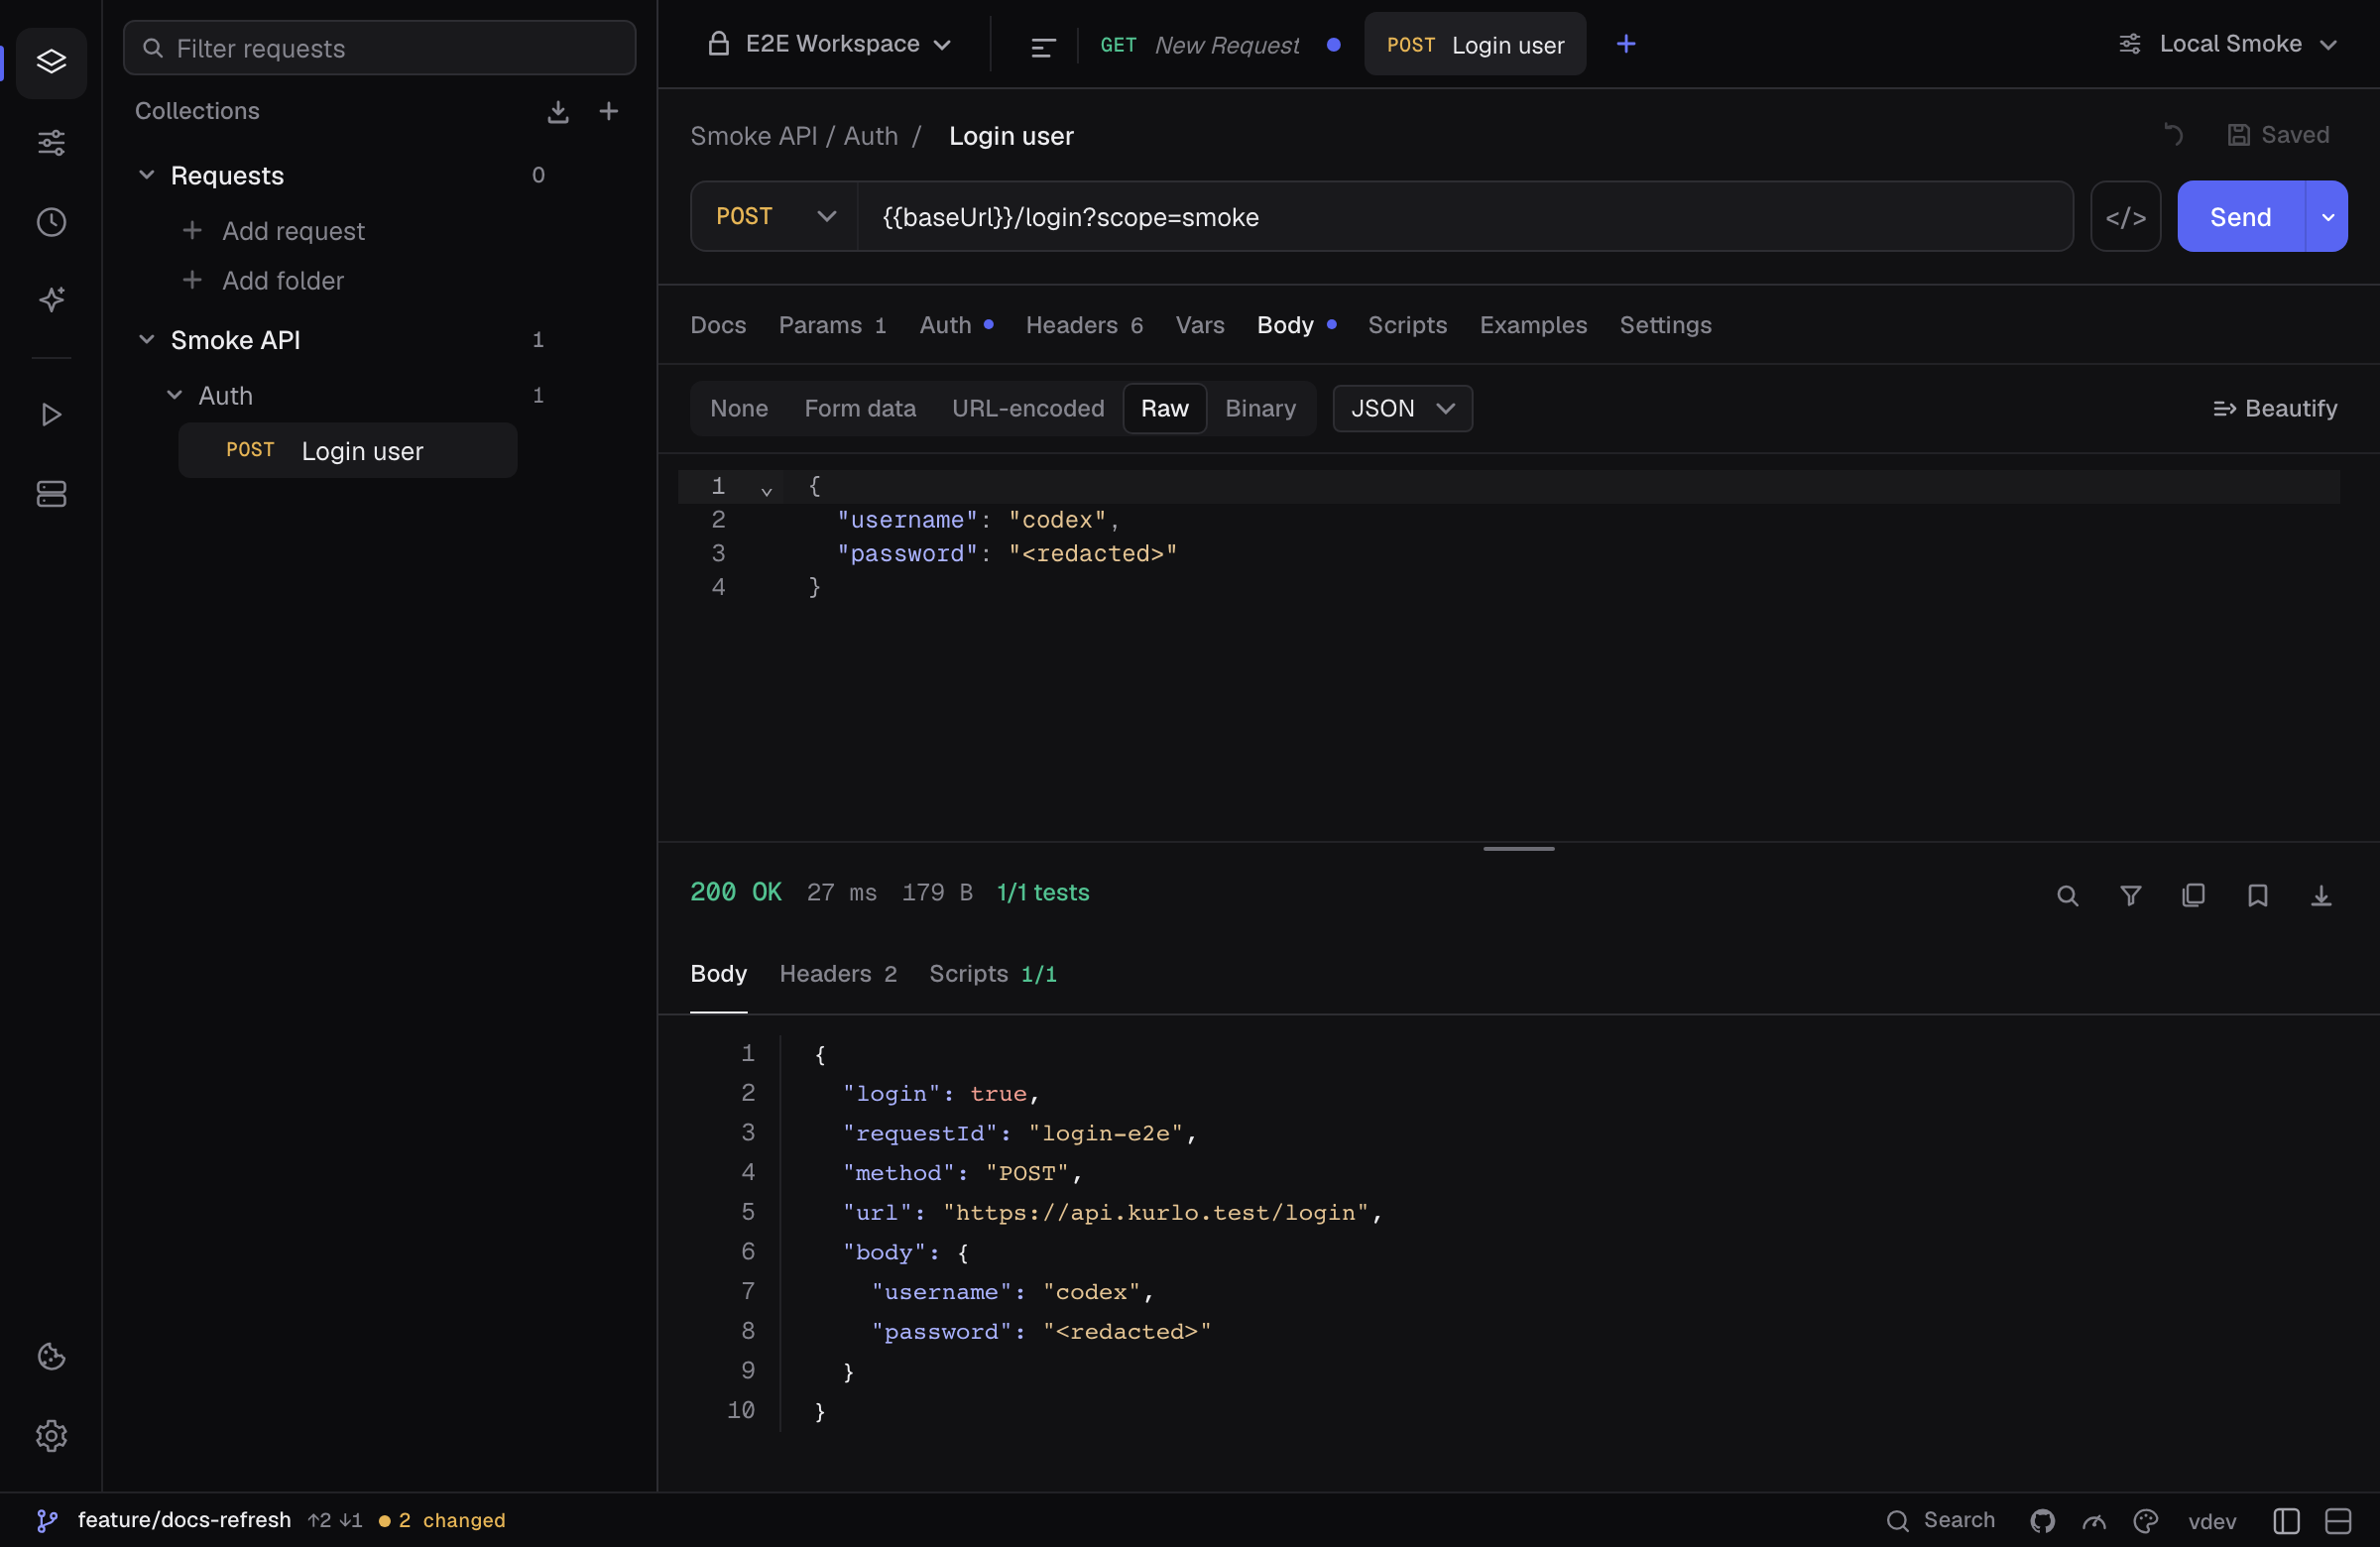 Filter requests
Collections
Requests 0
Add request
Add folder
Smoke API 1
Auth 1
POST Login user
E2E Workspace
GET New Request
POST Login user
Local Smoke
Smoke API / Auth / Login user
Saved
POST {{baseUrl}}/login?scope=smoke
</>
Send
Docs Params 1 Auth Headers 6 Vars Body Scripts Examples Settings
None Form data URL-encoded Raw Binary JSON Beautify
1 {
2 "username": "codex",
3 "password": "<redacted>"
4 }
200 OK 27 ms 179 B 1/1 tests
Body Headers 2 Scripts 1/1
1 {
2 "login": true,
3 "requestId": "login-e2e",
4 "method": "POST",
5 "url": "https://api.kurlo.test/login",
6 "body": {
7 "username": "codex",
8 "password": "<redacted>"
9 }
10 }
feature/docs-refresh ↑2 ↓1 2 changed
Search
vdev